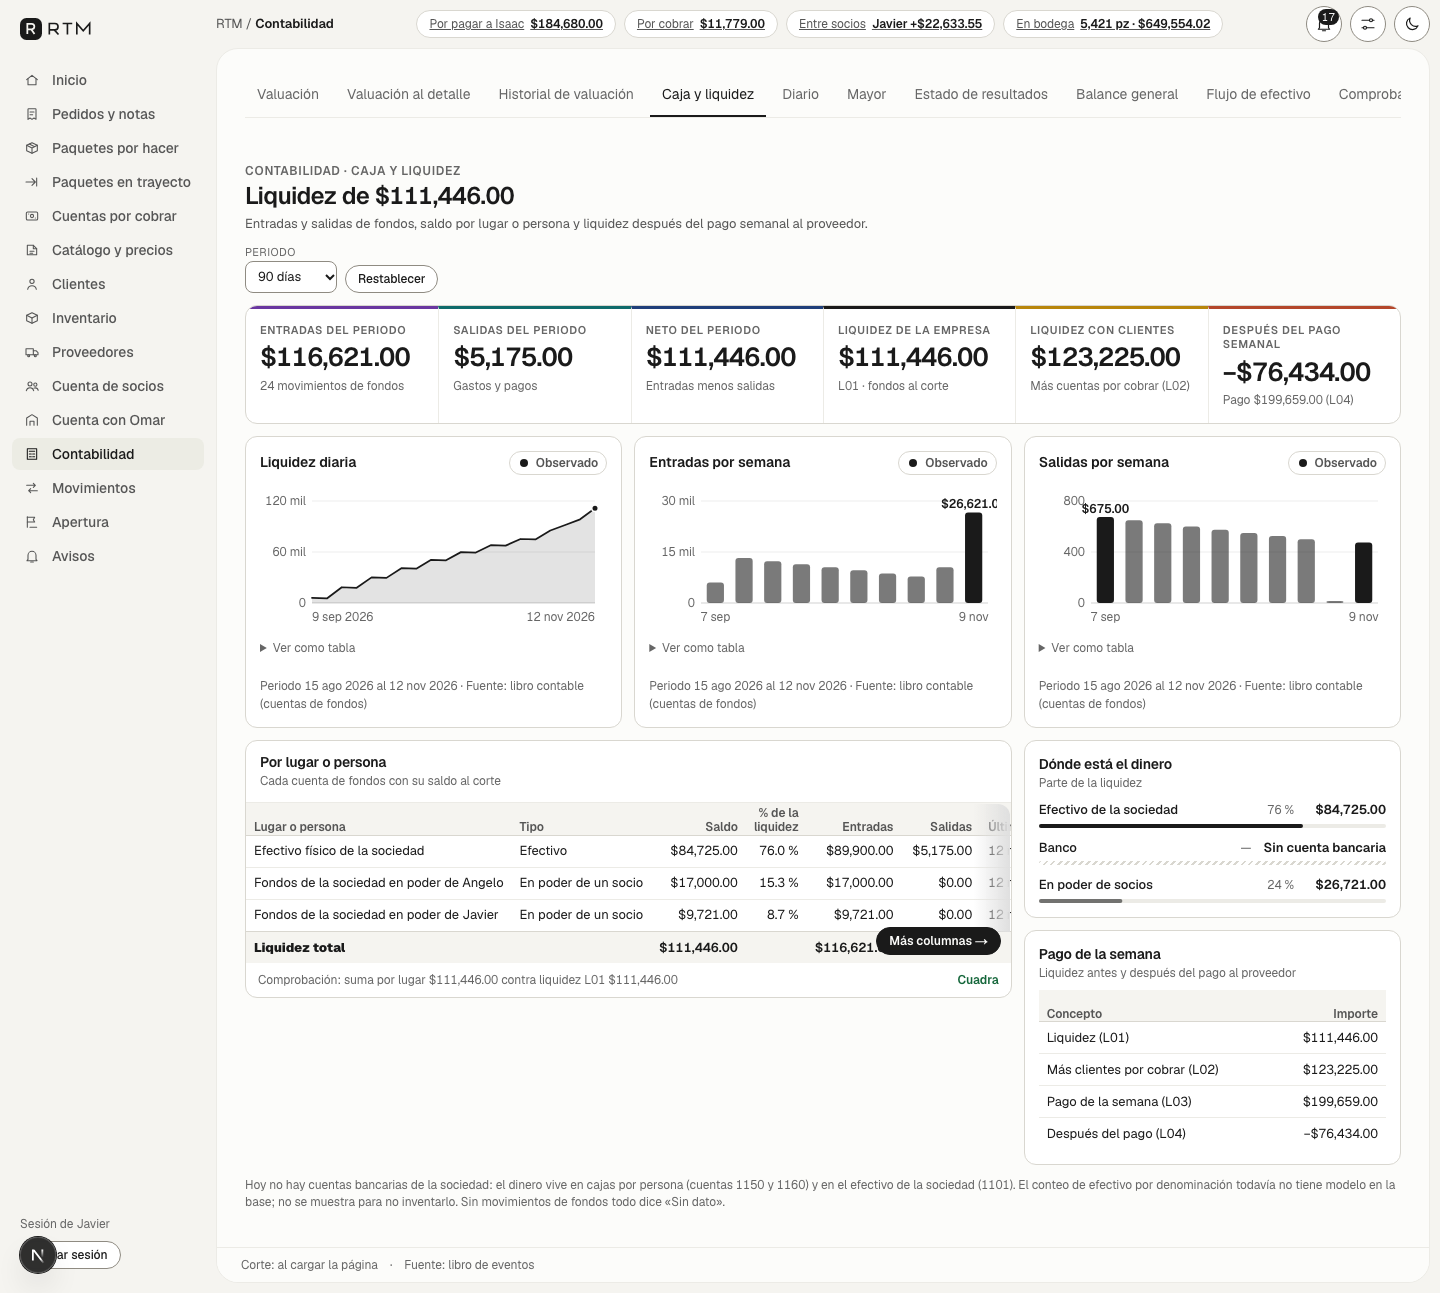 R RTM
RTM / Contabilidad
Por pagar a Isaac $184,680.00
Por cobrar $11,779.00
Entre socios Javier +$22,633.55
En bodega 5,421 pz · $649,554.02
17
Inicio
Pedidos y notas
Paquetes por hacer
Paquetes en trayecto
Cuentas por cobrar
Catálogo y precios
Clientes
Inventario
Proveedores
Cuenta de socios
Cuenta con Omar
Contabilidad
Movimientos
Apertura
Avisos
Sesión de Javier
N
ar sesión
Valuación Valuación al detalle Historial de valuación Caja y liquidez Diario Mayor Estado de resultados Balance general Flujo de efectivo Comproba
CONTABILIDAD · CAJA Y LIQUIDEZ
Liquidez de $111,446.00
Entradas y salidas de fondos, saldo por lugar o persona y liquidez después del pago semanal al proveedor.
PERIODO
90 días Restablecer
ENTRADAS DEL PERIODO
$116,621.00
24 movimientos de fondos
SALIDAS DEL PERIODO
$5,175.00
Gastos y pagos
NETO DEL PERIODO
$111,446.00
Entradas menos salidas
LIQUIDEZ DE LA EMPRESA
$111,446.00
L01 · fondos al corte
LIQUIDEZ CON CLIENTES
$123,225.00
Más cuentas por cobrar (L02)
DESPUÉS DEL PAGO
SEMANAL
−$76,434.00
Pago $199,659.00 (L04)
Liquidez diaria Observado
120 mil
60 mil
0
9 sep 2026 12 nov 2026
▶ Ver como tabla
Periodo 15 ago 2026 al 12 nov 2026 · Fuente: libro contable
(cuentas de fondos)
Entradas por semana Observado
30 mil
$26,621.0
15 mil
0
7 sep 9 nov
▶ Ver como tabla
Periodo 15 ago 2026 al 12 nov 2026 · Fuente: libro contable
(cuentas de fondos)
Salidas por semana Observado
800
$675.00
400
0
7 sep 9 nov
▶ Ver como tabla
Periodo 15 ago 2026 al 12 nov 2026 · Fuente: libro contable
(cuentas de fondos)
Por lugar o persona
Cada cuenta de fondos con su saldo al corte
Lugar o persona Tipo Saldo % de la liquidez Entradas Salidas Últi
Efectivo físico de la sociedad Efectivo $84,725.00 76.0 % $89,900.00 $5,175.00 12
Fondos de la sociedad en poder de Angelo En poder de un socio $17,000.00 15.3 % $17,000.00 $0.00 12
Fondos de la sociedad en poder de Javier En poder de un socio $9,721.00 8.7 % $9,721.00 $0.00 12
Liquidez total $111,446.00 $116,621.
Más columnas →
Comprobación: suma por lugar $111,446.00 contra liquidez L01 $111,446.00 Cuadra
Dónde está el dinero
Parte de la liquidez
Efectivo de la sociedad 76 % $84,725.00
Banco — Sin cuenta bancaria
En poder de socios 24 % $26,721.00
Pago de la semana
Liquidez antes y después del pago al proveedor
Concepto Importe
Liquidez (L01) $111,446.00
Más clientes por cobrar (L02) $123,225.00
Pago de la semana (L03) $199,659.00
Después del pago (L04) −$76,434.00
Hoy no hay cuentas bancarias de la sociedad: el dinero vive en cajas por persona (cuentas 1150 y 1160) y en el efectivo de la sociedad (1101). El conteo de efectivo por denominación todavía no tiene modelo en la
base; no se muestra para no inventarlo. Sin movimientos de fondos todo dice «Sin dato».
Corte: al cargar la página · Fuente: libro de eventos